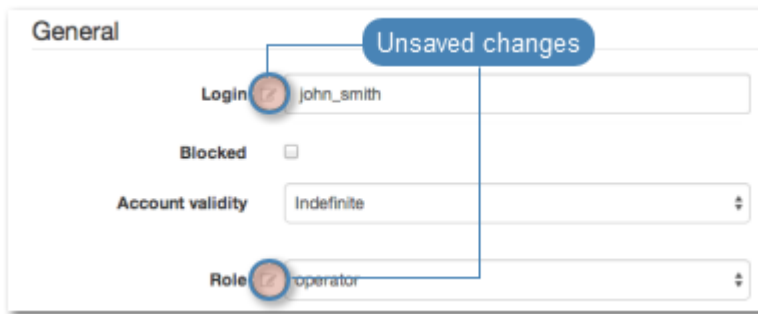 General
Unsaved changes
Login john_smith
Blocked
Account validity Indefinite
Role operator